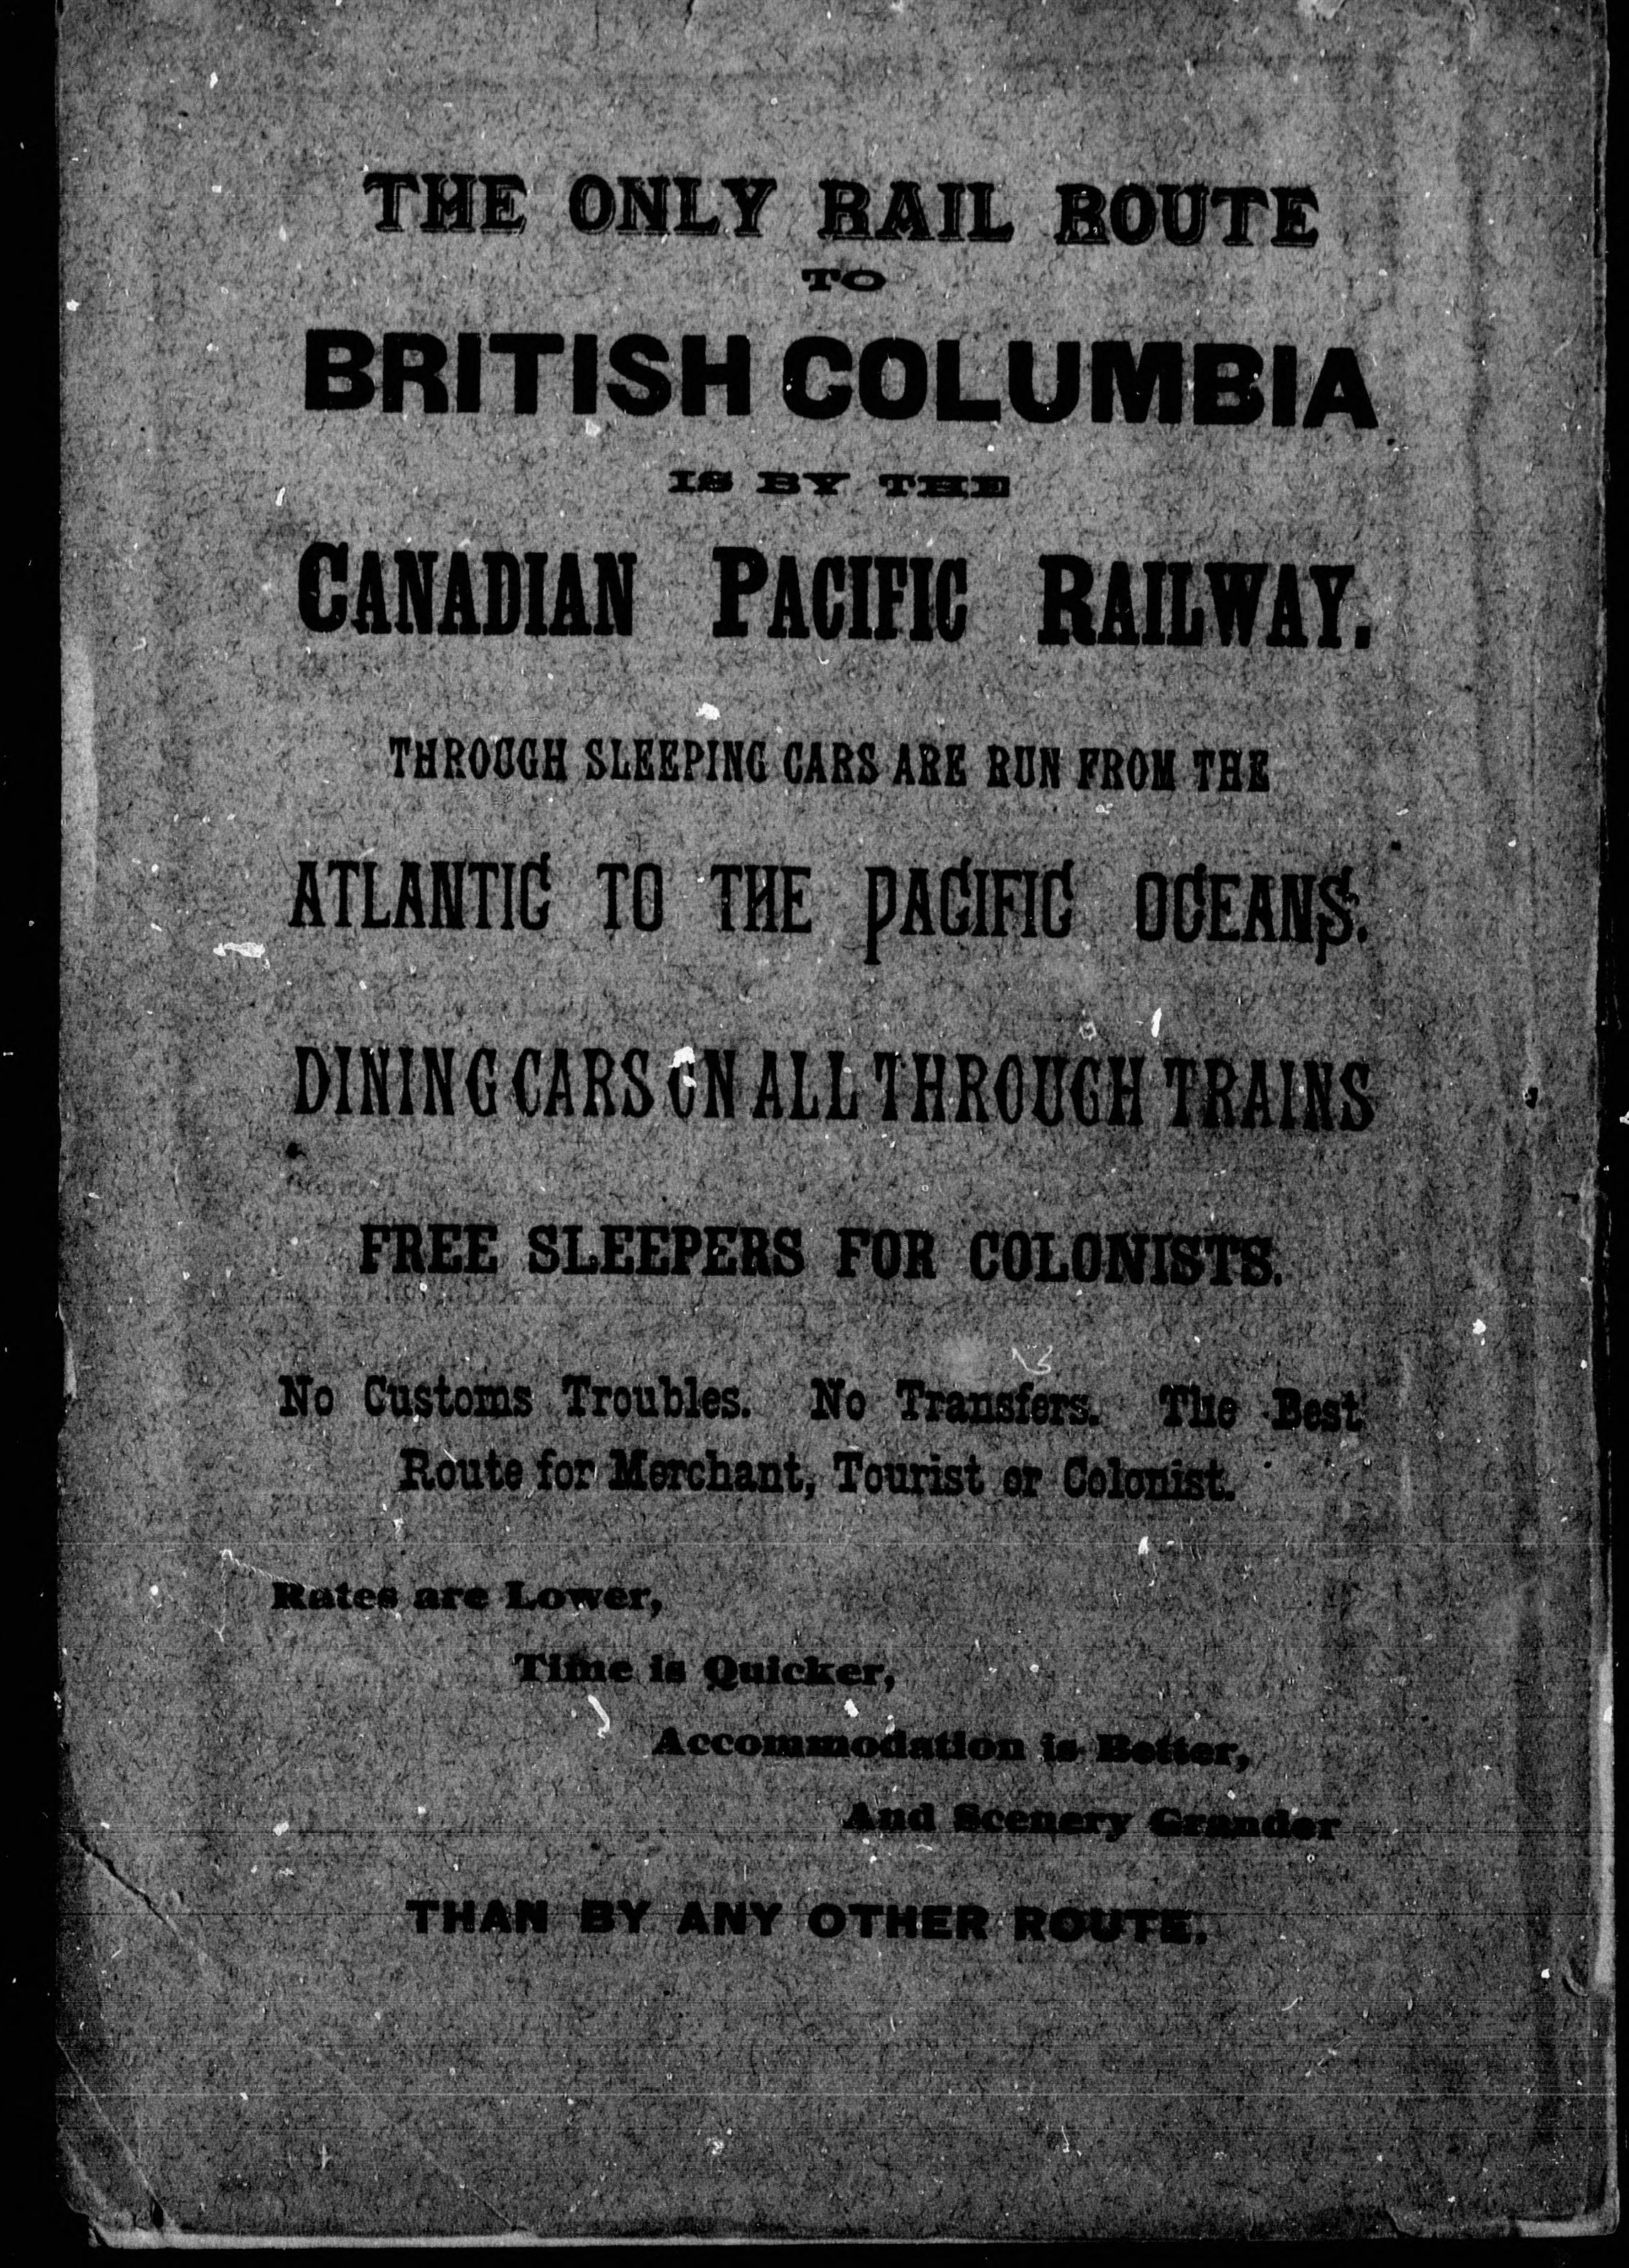 THE ONLY RAIL ROUTE
TO
BRITISH COLUMBIA
IS BY THE
CANADIAN PACIFIC RAILWAY.
THROUGH SLEEPING CARS ARE RUN FROM THE
ATLANTIC TO THE PACIFIC OCEANS.
DINING CARS ON ALL THROUGH TRAINS
FREE SLEEPERS FOR COLONISTS.
No Customs Troubles. No Transfers. The Best
Route for Merchant, Tourist or Colonist.
Rates are Lower,
Time is Quicker,
Accommodation is Better,
And Scenery Grander
THAN BY ANY OTHER ROUTE.